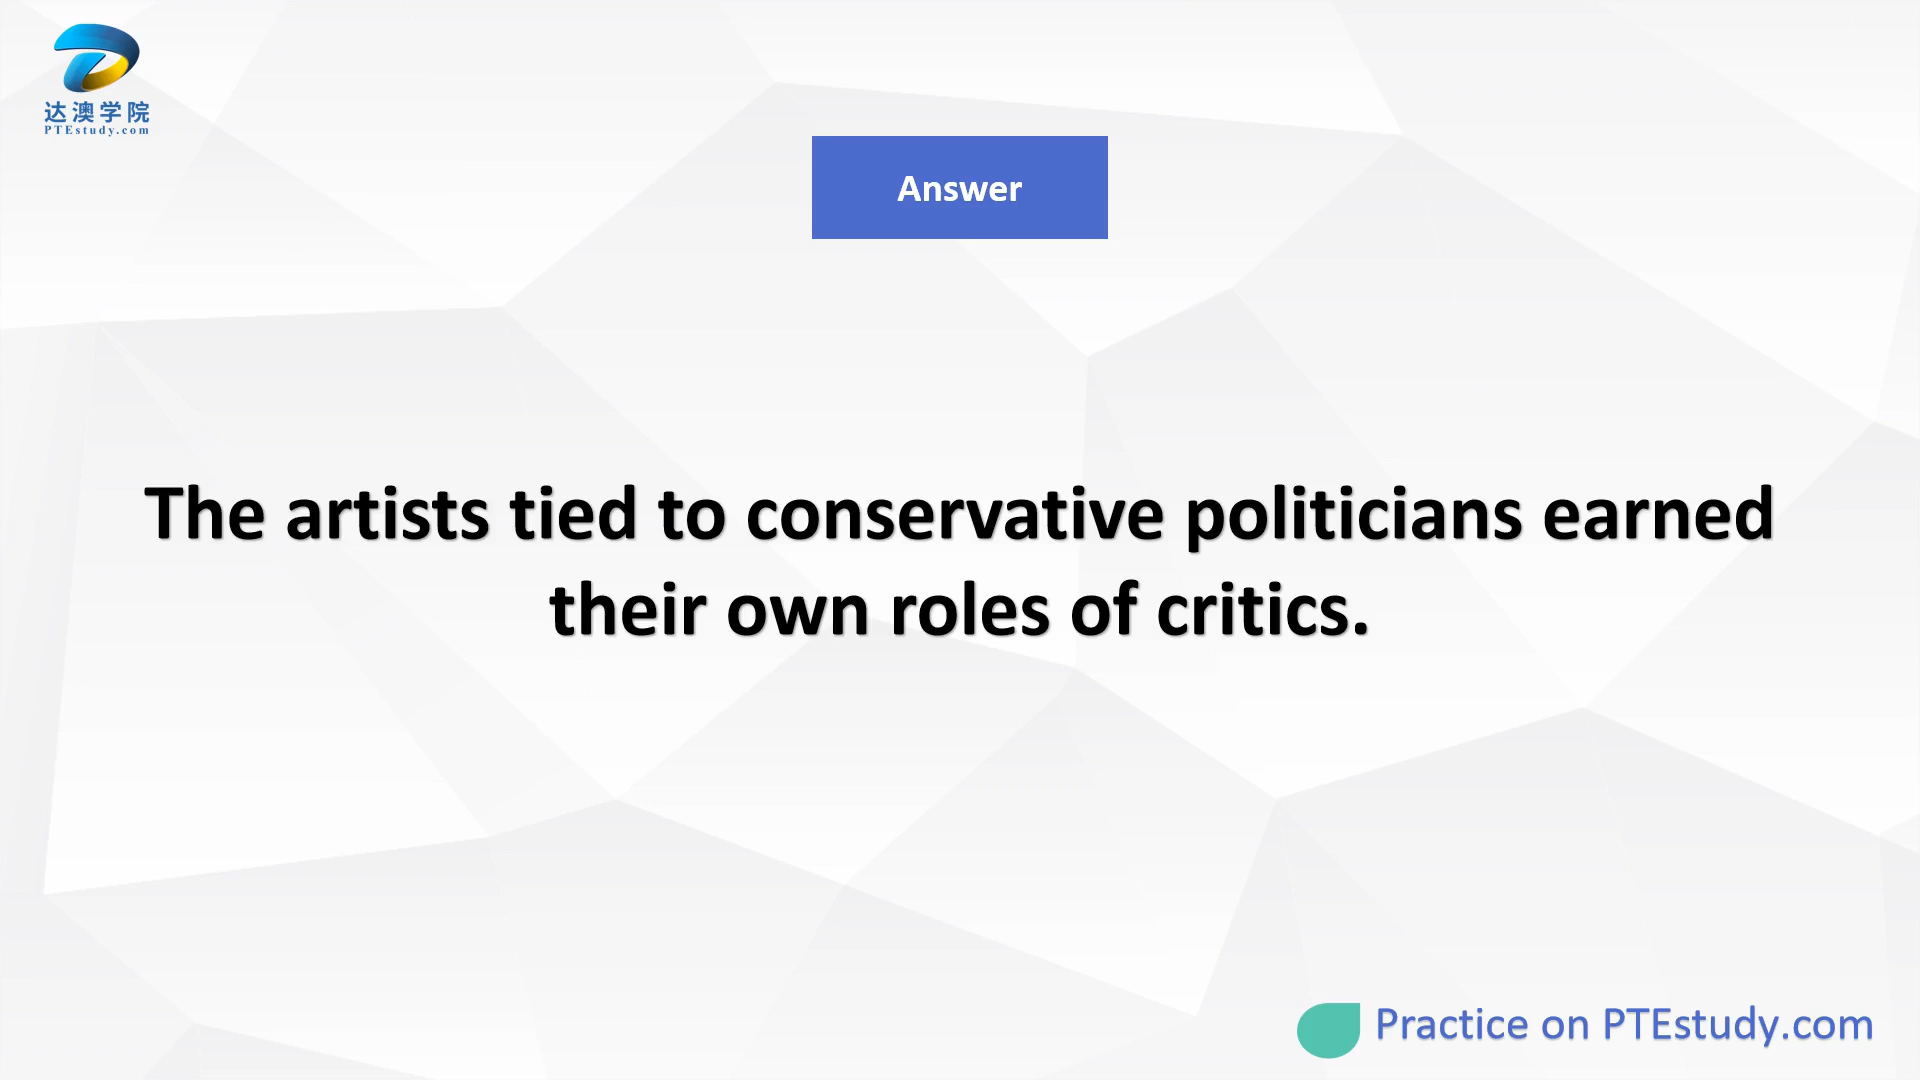 达澳学院
PTEstudy.com
Answer
The artists tied to conservative politicians earned
their own roles of critics.
Practice on PTEstudy.com